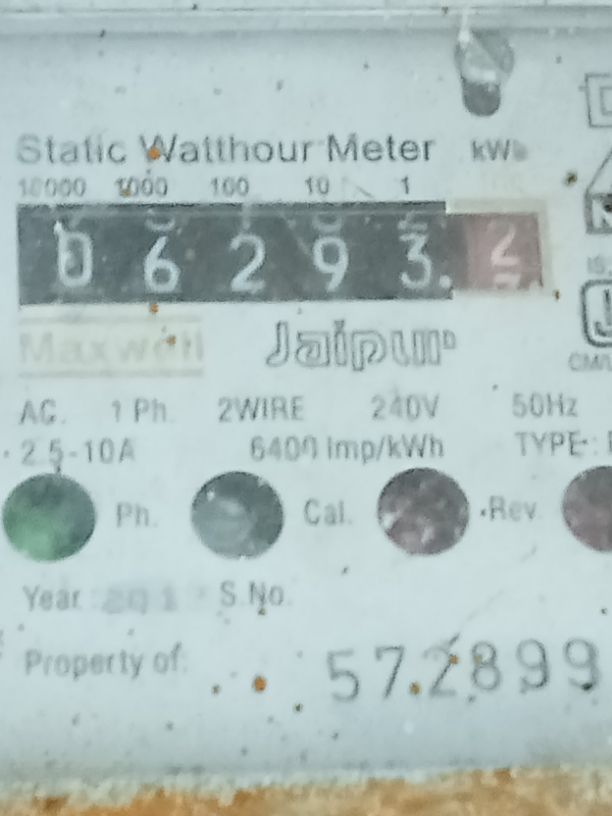 Static Watthour Meter kWh
10000 1000 100 10 1
0 6 2 9 3. 2
Maxwell Jaipur
AC. 1 Ph. 2WIRE 240V 50Hz
2.5-10A 6400 Imp/kWh TYPE:
Ph. Cal. Rev.
Year S.No.
Property of:
572899